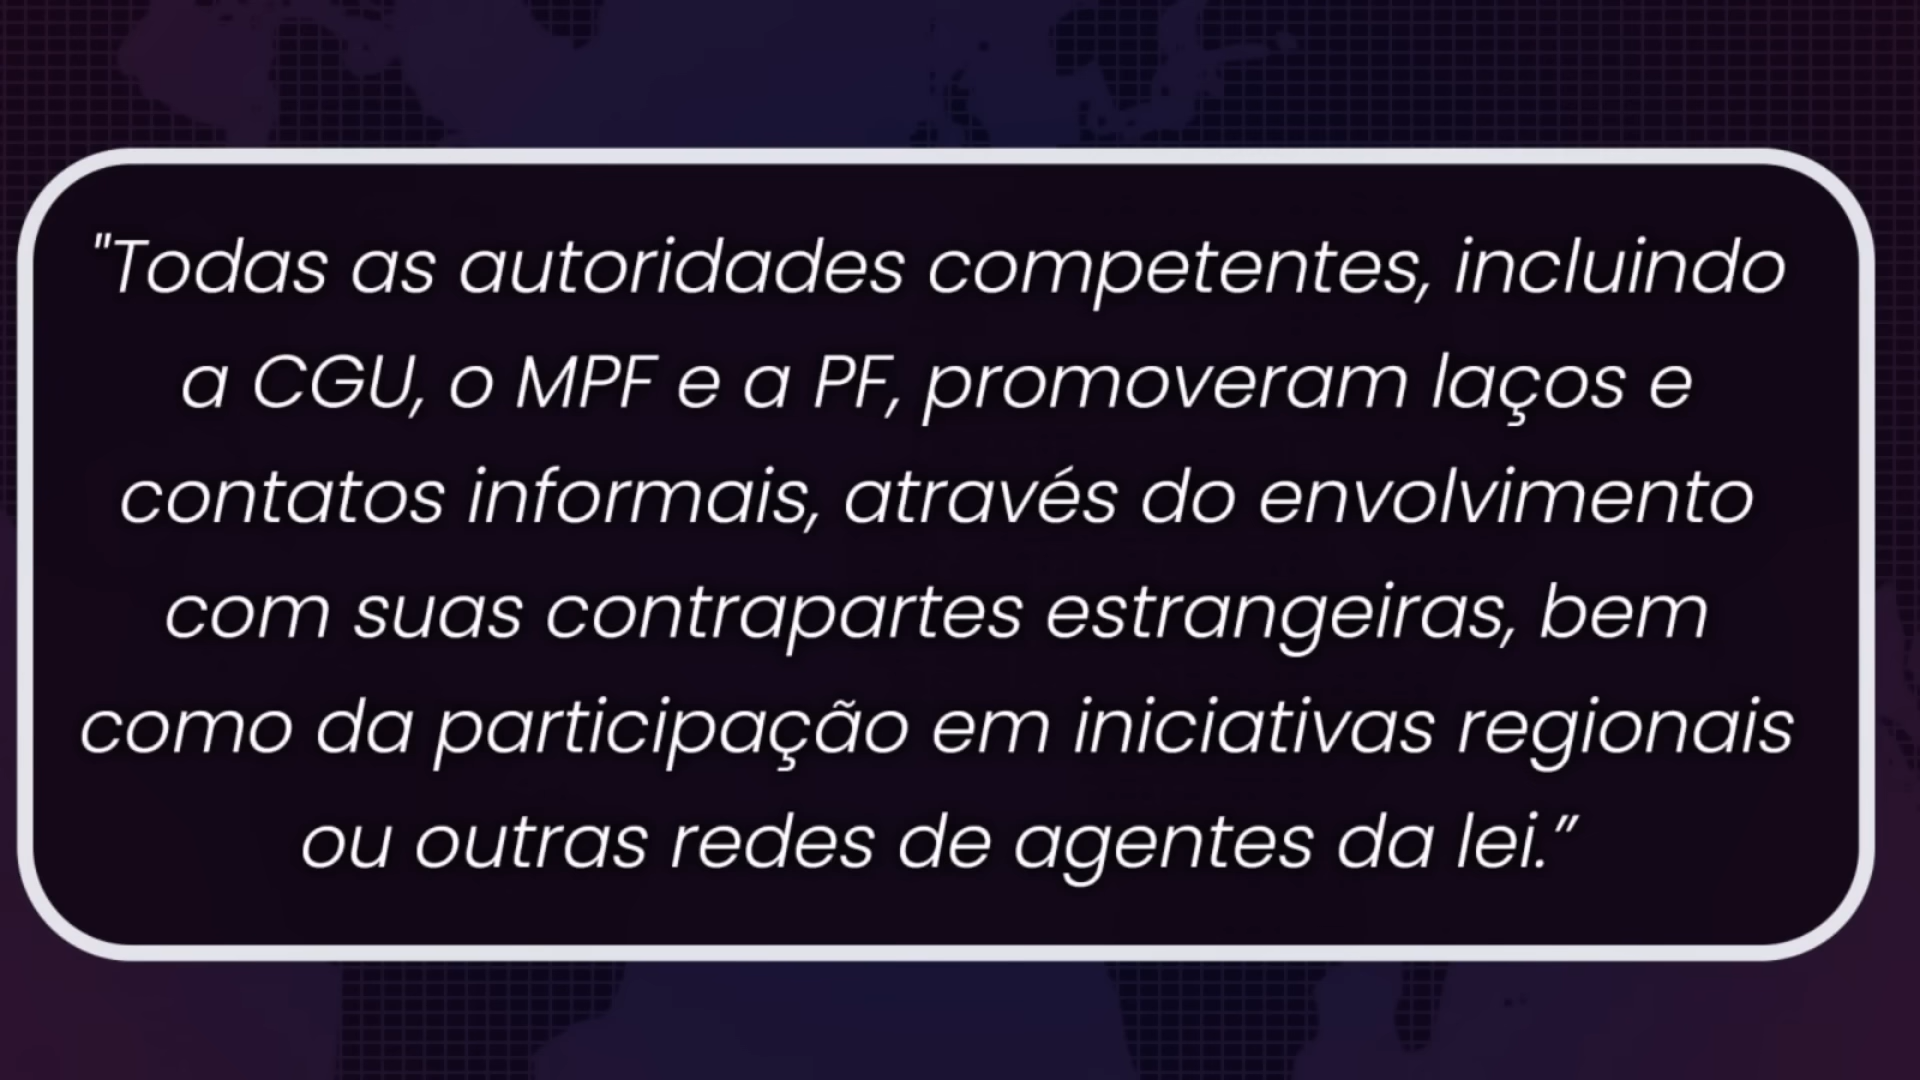 "Todas as autoridades competentes, incluindo
a CGU, o MPF e a PF, promoveram laços e
contatos informais, através do envolvimento
com suas contrapartes estrangeiras, bem
como da participação em iniciativas regionais
ou outras redes de agentes da lei.”